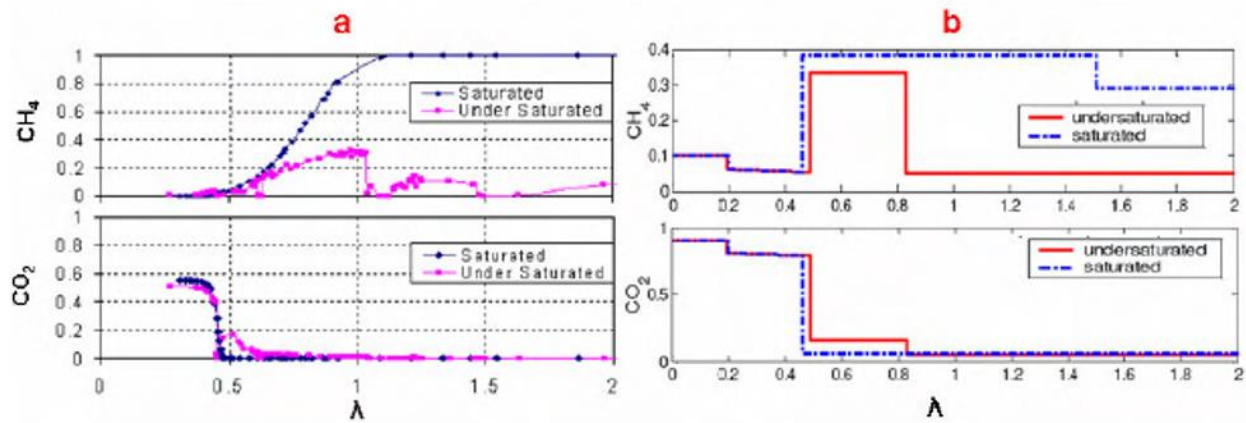 a
b
CH4
1
0.8
0.6
0.4
0.2
0
Saturated
Under Saturated
CO2
1
0.8
0.6
0.4
0.2
0
Saturated
Under Saturated
0 0.5 1 1.5 2
λ
CH4
0.4
0.3
0.2
0.1
0
undersaturated
saturated
0 0.2 0.4 0.6 0.8 1 1.2 1.4 1.6 1.8 2
CO2
1
0.5
0
undersaturated
saturated
0 0.2 0.4 0.6 0.8 1 1.2 1.4 1.6 1.8 2
λ